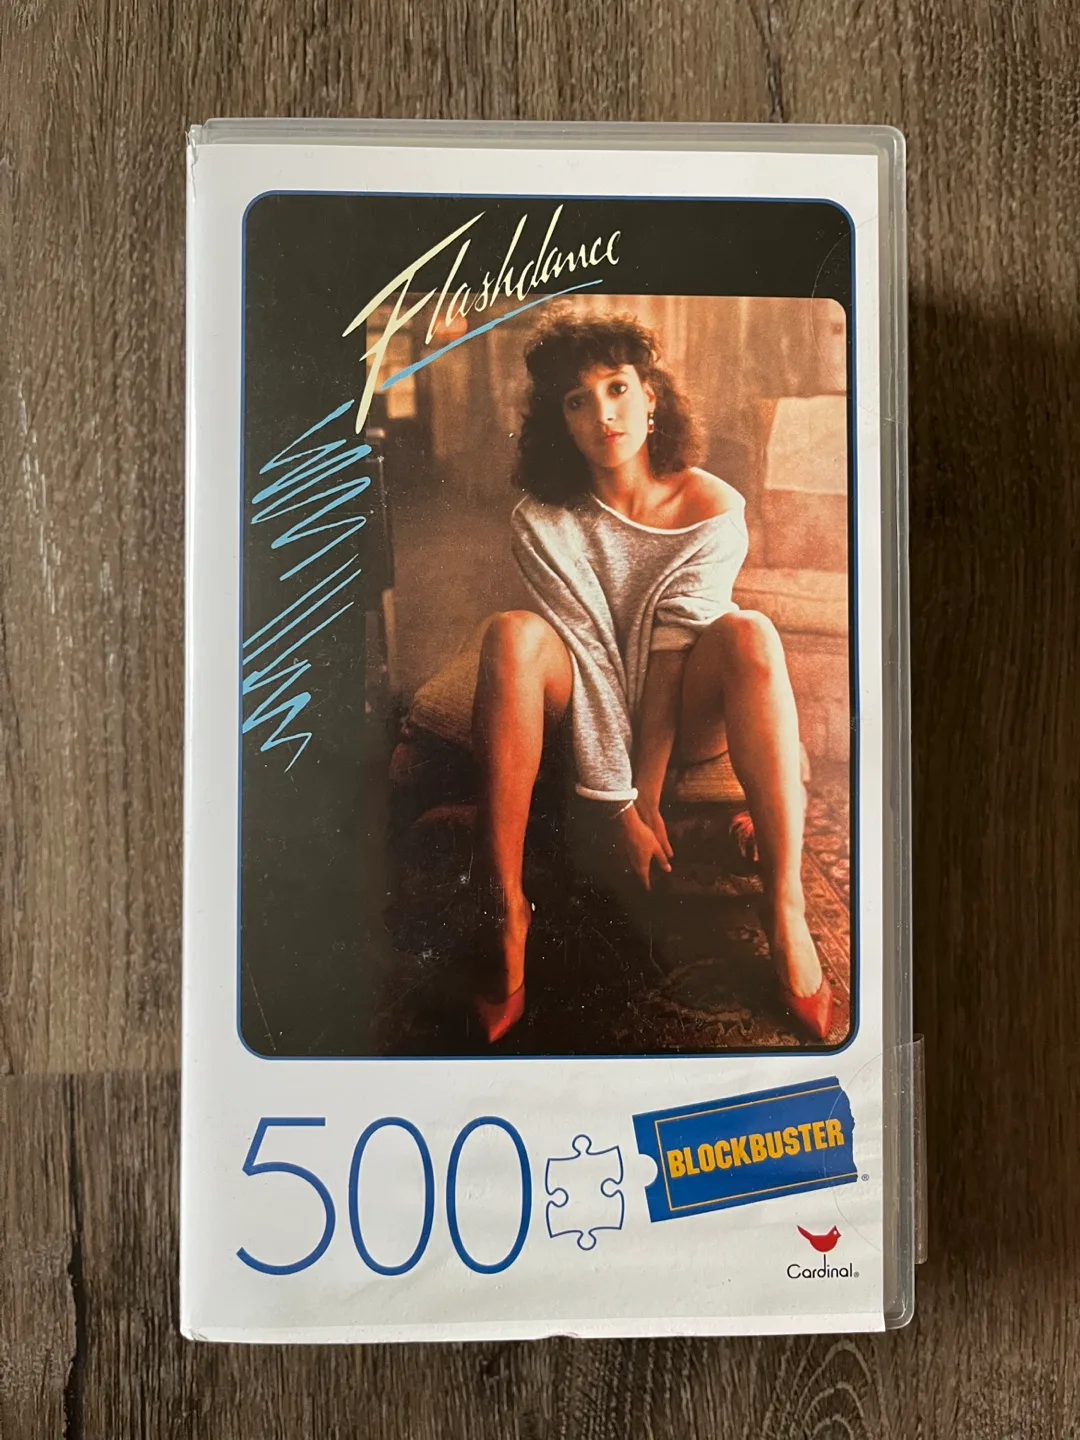 Flashdance
500
BLOCKBUSTER
®
Cardinal®